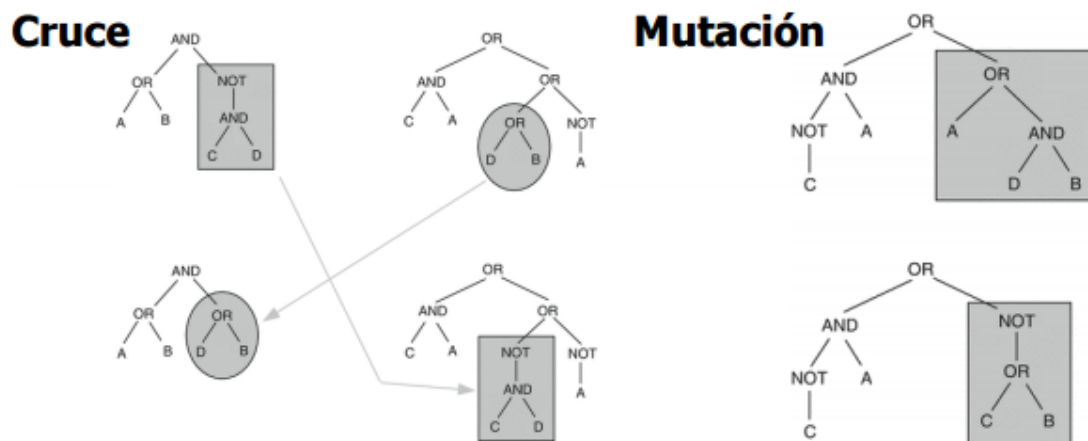 Cruce
AND
OR NOT
A B AND
C D
OR
AND OR
C A OR NOT
D B A
AND
OR OR
A B D B
OR
AND OR
C A NOT NOT
AND A
C D
Mutación
OR
AND OR
NOT A A AND
C D B
OR
AND NOT
NOT A OR
C C B